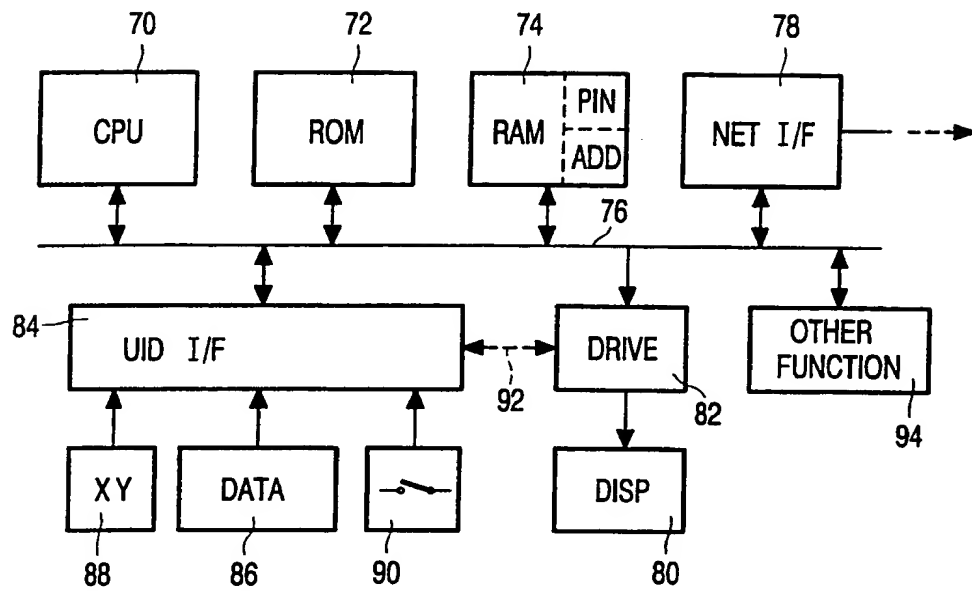 70
72
74
78
CPU
ROM
RAM
PIN
ADD
NET I/F
76
84
UID I/F
92
DRIVE
82
OTHER
FUNCTION
94
XY
DATA
DISP
88
86
90
80